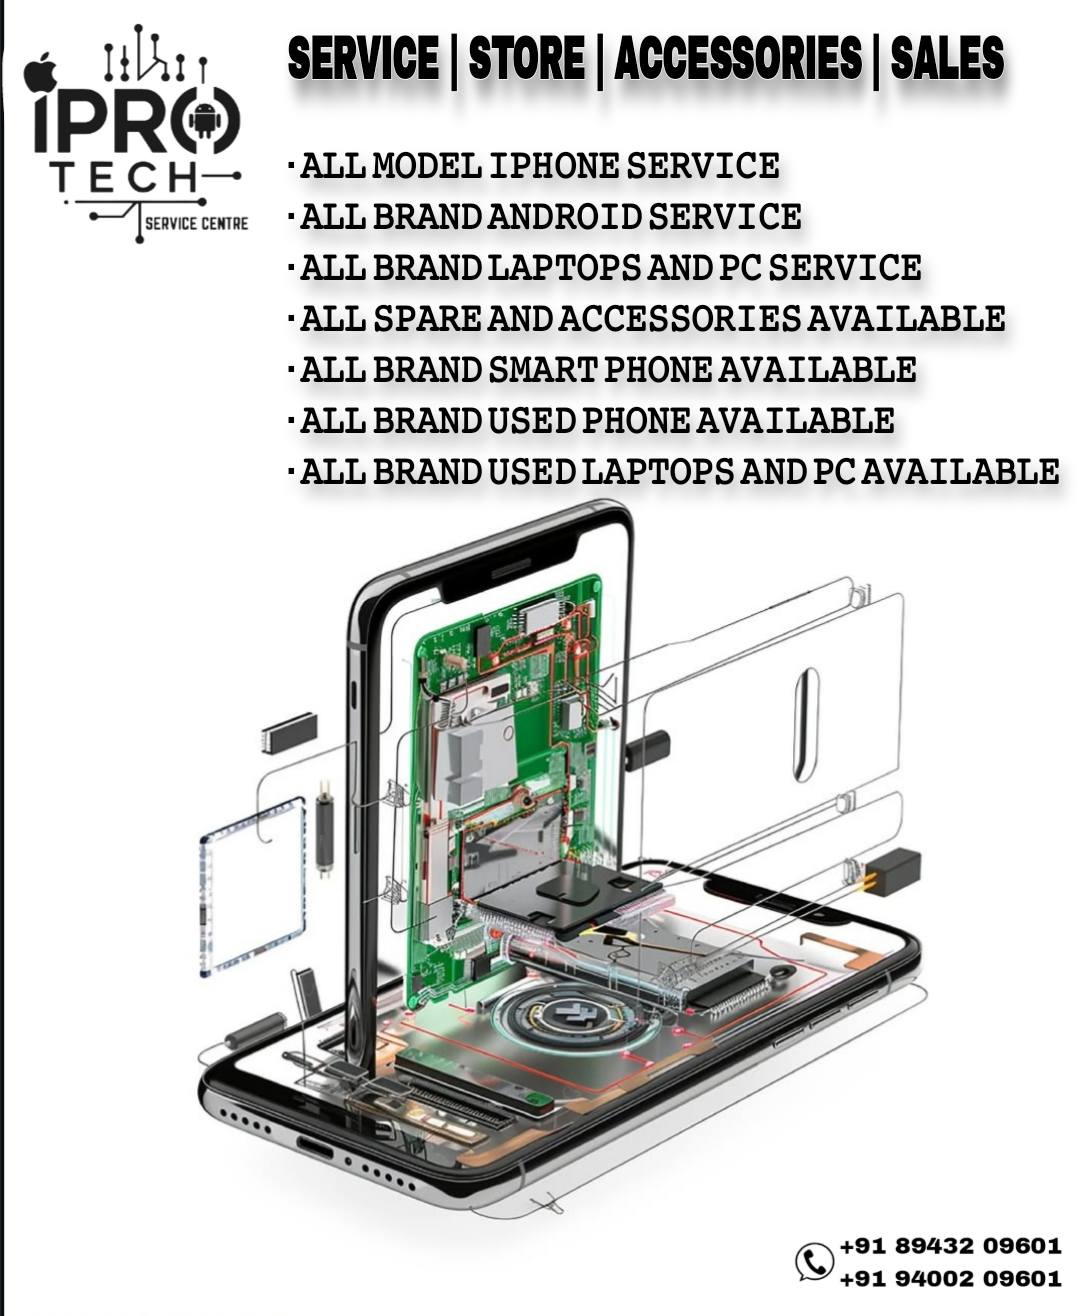 iPRO
TECH
SERVICE CENTRE
SERVICE | STORE | ACCESSORIES | SALES
·ALL MODEL IPHONE SERVICE
·ALL BRAND ANDROID SERVICE
·ALL BRAND LAPTOPS AND PC SERVICE
·ALL SPARE AND ACCESSORIES AVAILABLE
·ALL BRAND SMART PHONE AVAILABLE
·ALL BRAND USED PHONE AVAILABLE
·ALL BRAND USED LAPTOPS AND PC AVAILABLE
+91 89432 09601
+91 94002 09601